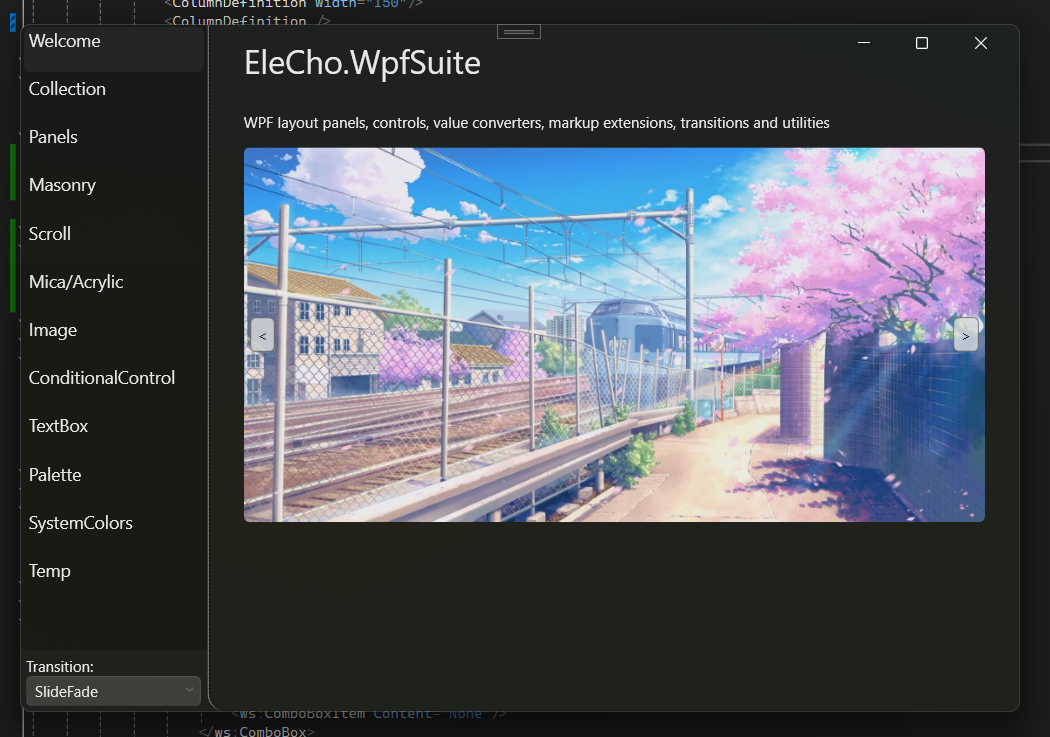 <ColumnDefinition Width="150"/>
<ColumnDefinition />
Welcome
Collection
Panels
Masonry
Scroll
Mica/Acrylic
Image
ConditionalControl
TextBox
Palette
SystemColors
Temp
Transition:
SlideFade
EleCho.WpfSuite
WPF layout panels, controls, value converters, markup extensions, transitions and utilities
<
>
<ws:ComboBoxItem Content="None"/>
</ws:ComboBox>